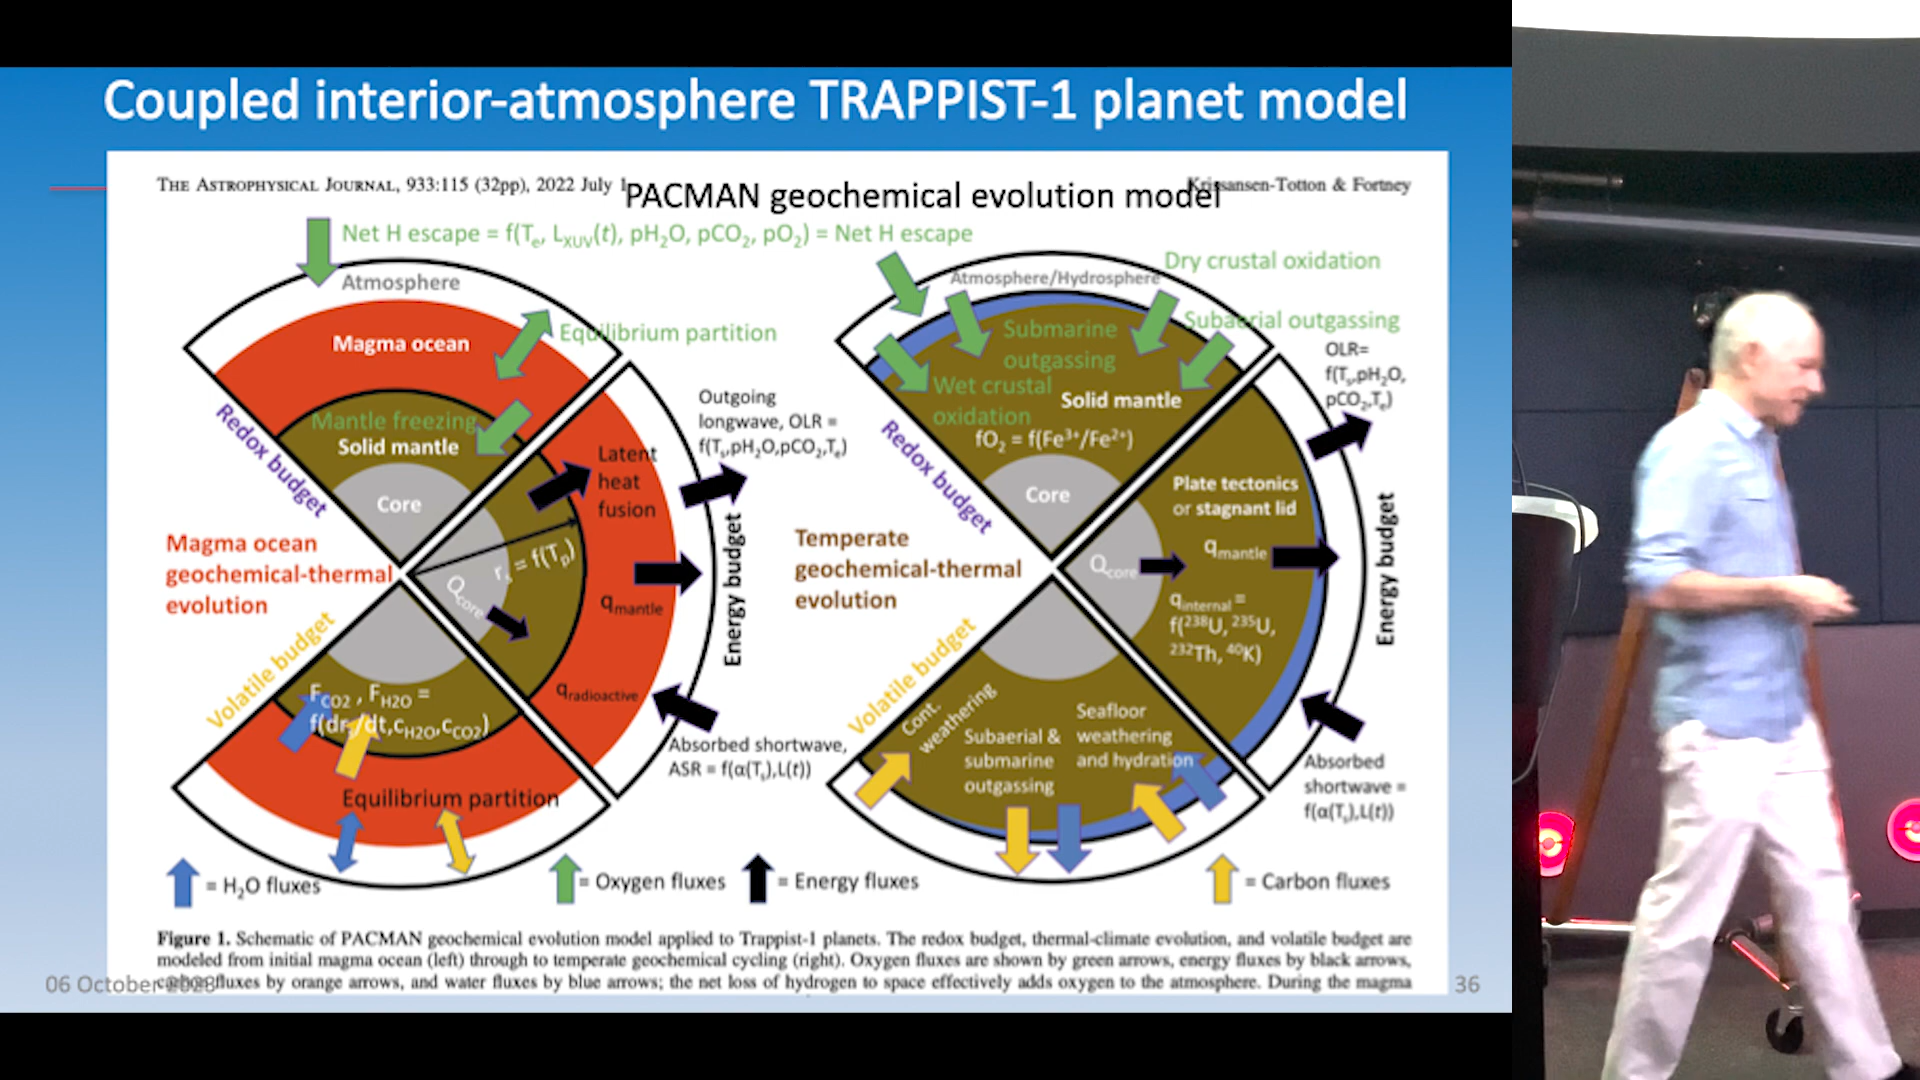 Coupled interior-atmosphere TRAPPIST-1 planet model
THE ASTROPHYSICAL JOURNAL, 933:115 (32pp), 2022 July 1
PACMAN geochemical evolution model
Krissansen-Totton & Fortney
Net H escape = f(Te, LXUV(t), pH2O, pCO2, pO2) = Net H escape
Atmosphere
Magma ocean
Equilibrium partition
Mantle freezing
Solid mantle
Core
Redox budget
Magma ocean
geochemical-thermal
evolution
Volatile budget
Outgoing
longwave, OLR =
f(Ts,pH2O,pCO2,Te)
Latent
heat
fusion
rs = f(Tp)
Qcore
qmantle
qradioactive
Energy budget
Absorbed shortwave,
ASR = f(α(Ts),L(t))
FCO2 , FH2O =
f(drs/dt,cH2O,cCO2)
Equilibrium partition
Atmosphere/Hydrosphere
Dry crustal oxidation
Subaerial outgassing
Submarine
outgassing
Wet crustal
oxidation
Solid mantle
fO2 = f(Fe3+/Fe2+)
Core
Redox budget
Temperate
geochemical-thermal
evolution
Volatile budget
OLR=
f(Ts,pH2O,
pCO2,Te)
Plate tectonics
or stagnant lid
Qcore
qmantle
qinternal =
f(238U, 235U,
232Th, 40K)
Energy budget
Absorbed
shortwave =
f(α(Ts),L(t))
Cont.
weathering
Subaerial &
submarine
outgassing
Seafloor
weathering
and hydration
= H2O fluxes
= Oxygen fluxes
= Energy fluxes
= Carbon fluxes
Figure 1. Schematic of PACMAN geochemical evolution model applied to Trappist-1 planets. The redox budget, thermal-climate evolution, and volatile budget are
modeled from initial magma ocean (left) through to temperate geochemical cycling (right). Oxygen fluxes are shown by green arrows, energy fluxes by black arrows,
carbon fluxes by orange arrows, and water fluxes by blue arrows; the net loss of hydrogen to space effectively adds oxygen to the atmosphere. During the magma
06 October 2023
36